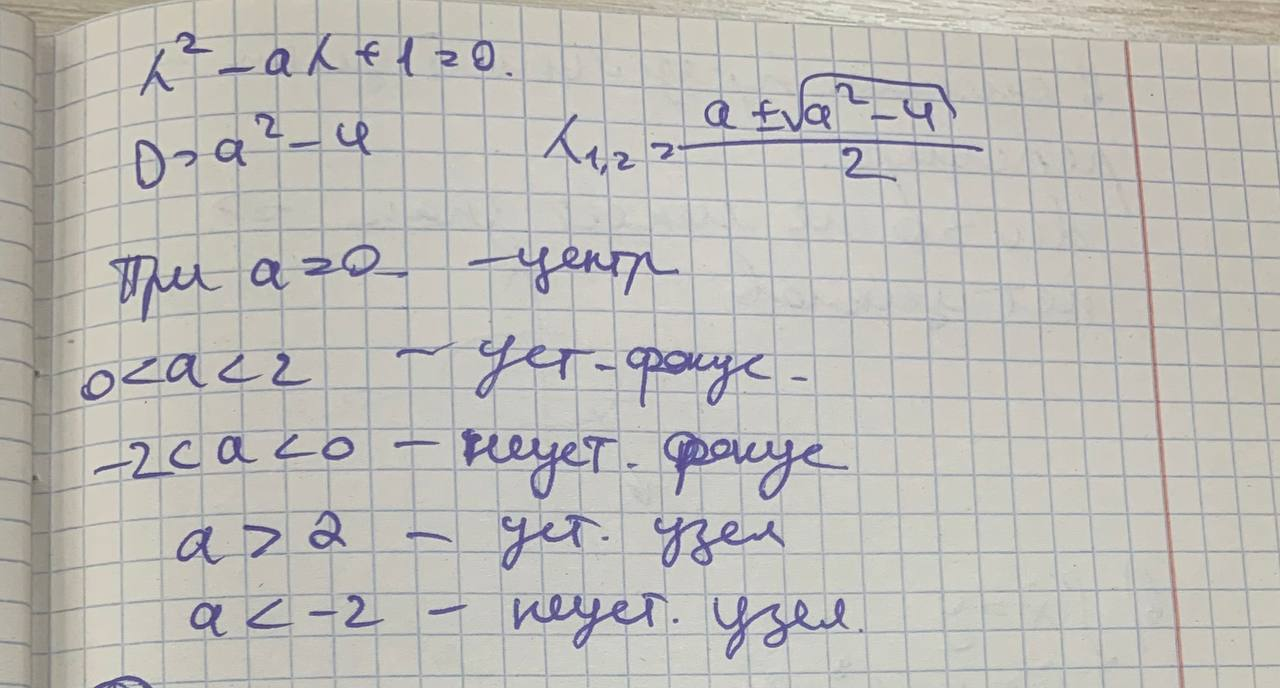 λ² - aλ + 1 = 0.
D = a² - 4 λ₁,₂ = (a ± √(a² - 4)) / 2
При a = 0 - центр
0 < a < 2 - уст. фокус.
-2 < a < 0 - неуст. фокус
a > 2 - уст. узел
a < -2 - неуст. узел.